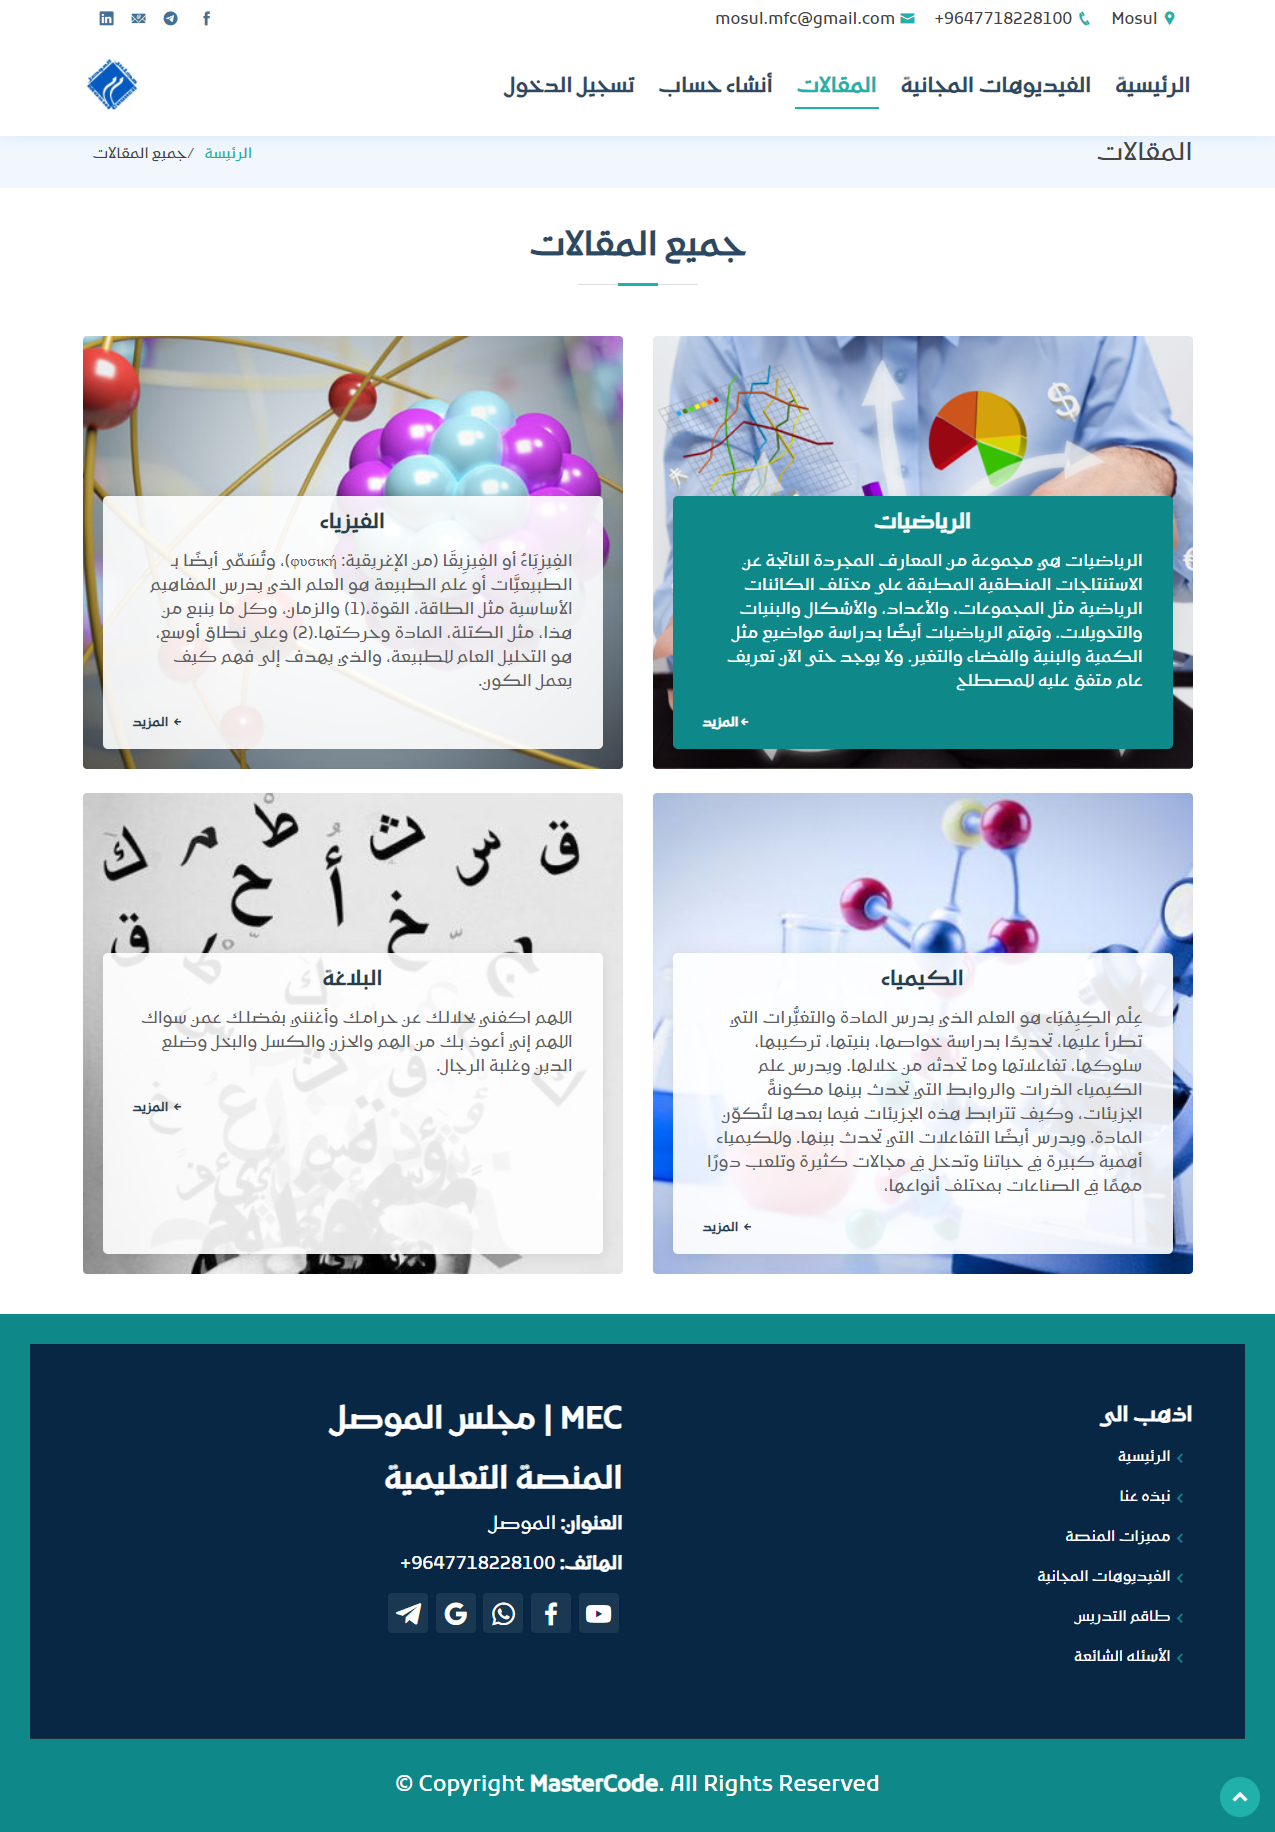 Mosul
+9647718228100
mosul.mfc@gmail.com
الرئيسية
الفيديوهات المجانية
المقالات
أنشاء حساب
تسجيل الدخول
المقالات
الرئيسة / جميع المقالات
جميع المقالات
الرياضيات
الرياضيات هي مجموعة من المعارف المجردة الناتجة عن
الاستنتاجات المنطقية المطبقة على مختلف الكائنات
الرياضية مثل المجموعات، والأعداد، والأشكال والبنيات
والتحويلات. وتهتم الرياضيات أيضًا بدراسة مواضيع مثل
الكمية والبنية والفضاء والتغير. ولا يوجد حتى الآن تعريف
عام متفق عليه للمصطلح
المزيد
الفيزياء
الفِيزِيَاءُ أو الفِيزِيقَا (من الإغريقية: φυσική)، وتُسَمّى أيضًا بـ
الطبيعيَّات أو علم الطبيعة هو العلم الذي يدرس المفاهيم
الأساسية مثل الطاقة، القوة،(1) والزمان، وكل ما ينبع من
هذا، مثل الكتلة، المادة وحركتها.(2) وعلى نطاق أوسع،
هو التحليل العام للطبيعة، والذي يهدف إلى فهم كيف
يعمل الكون.
المزيد
الكيمياء
عِلْم الكِيِمْيَاء هو العلم الذي يدرس المادة والتغيُّرات التي
تطرأ عليها، تحديدًا بدراسة خواصها، بنيتها، تركيبها،
سلوكها، تفاعلاتها وما تحدثه من خلالها. ويدرس علم
الكيمياء الذرات والروابط التي تحدث بينها مكونةً
الجزيئات، وكيف تترابط هذه الجزيئات فيما بعدها لتُكوّن
المادة. ويدرس أيضًا التفاعلات التي تحدث بينها. وللكيمياء
أهمية كبيرة في حياتنا وتدخل في مجالات كثيرة وتلعب دورًا
مهمًا في الصناعات بمختلف أنواعها،
المزيد
البلاغة
اللهم اكفني بحلالك عن حرامك وأغنني بفضلك عمن سواك
اللهم إني أعوذ بك من الهم والحزن والكسل والبخل وضلع
الدين وغلبة الرجال.
المزيد
اذهب الى
الرئيسية
نبذه عنا
مميزات المنصة
الفيديوهات المجانية
طاقم التدريس
الأسئله الشائعة
MEC | مجلس الموصل
المنصة التعليمية
العنوان: الموصل
الهاتف: 9647718228100+
© Copyright MasterCode. All Rights Reserved